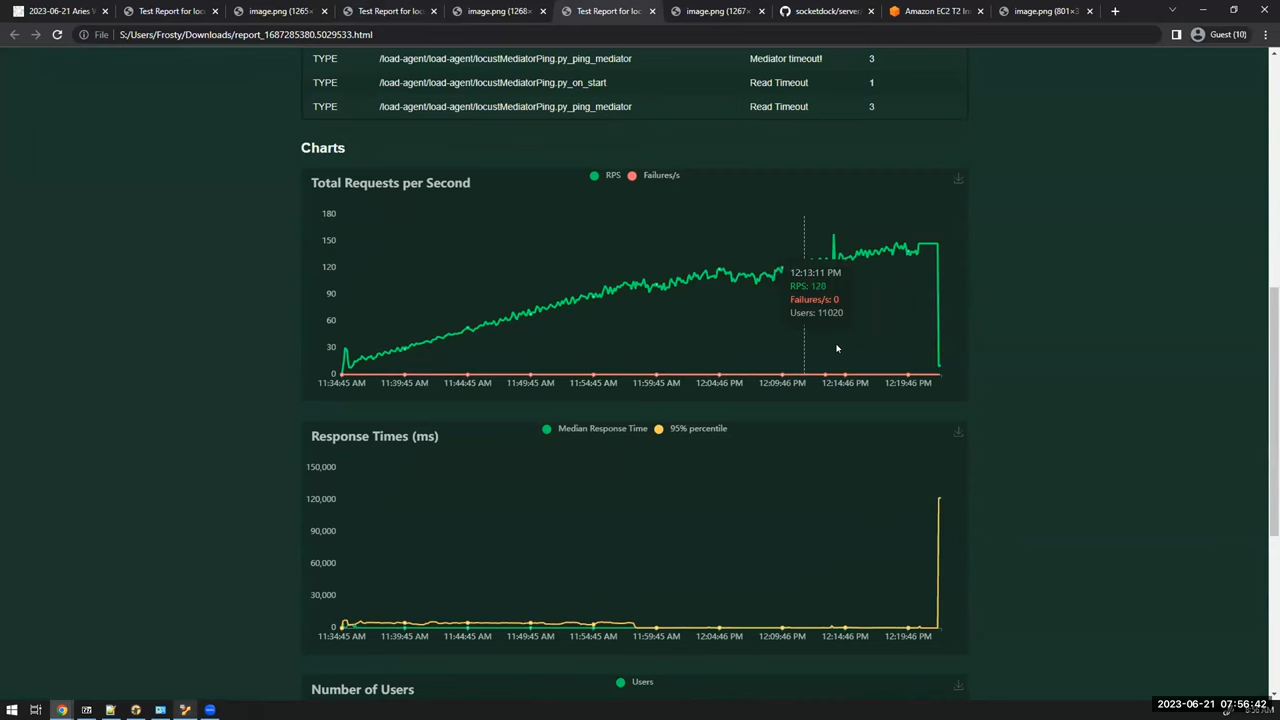 2023-06-21 Aries W
Test Report for loc
image.png (1265×
Test Report for loc
image.png (1268×
Test Report for loc
image.png (1267×
socketdock/server/
Amazon EC2 T2 In
image.png (801×3
File
S:/Users/Frosty/Downloads/report_1687285380.5029533.html
Guest (10)
TYPE /load-agent/load-agent/locustMediatorPing.py_ping_mediator Mediator timeout! 3
TYPE /load-agent/load-agent/locustMediatorPing.py_on_start Read Timeout 1
TYPE /load-agent/load-agent/locustMediatorPing.py_ping_mediator Read Timeout 3
Charts
Total Requests per Second
RPS Failures/s
180
150
120
90
60
30
0
12:13:11 PM
RPS: 128
Failures/s: 0
Users: 11020
11:34:45 AM 11:39:45 AM 11:44:45 AM 11:49:45 AM 11:54:45 AM 11:59:45 AM 12:04:46 PM 12:09:46 PM 12:14:46 PM 12:19:46 PM
Response Times (ms)
Median Response Time 95% percentile
150,000
120,000
90,000
60,000
30,000
0
11:34:45 AM 11:39:45 AM 11:44:45 AM 11:49:45 AM 11:54:45 AM 11:59:45 AM 12:04:46 PM 12:09:46 PM 12:14:46 PM 12:19:46 PM
Number of Users
Users
2023-06-21 07:56:42